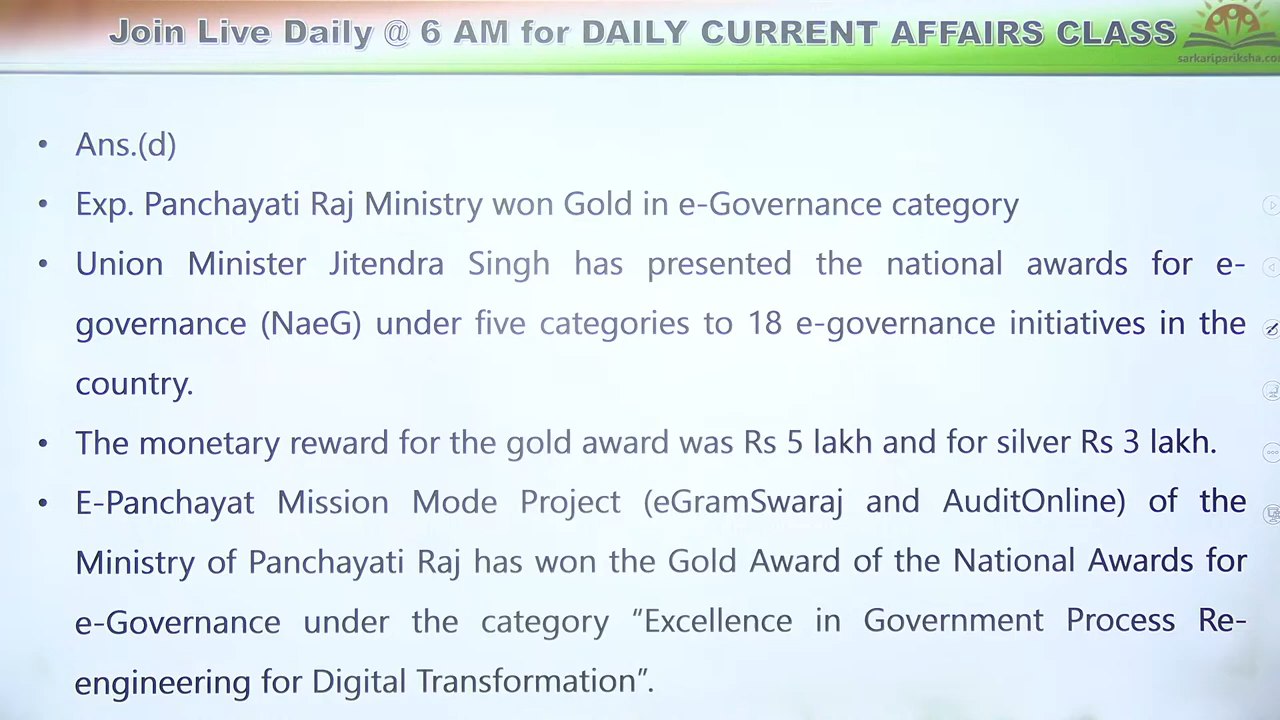 Join Live Daily @ 6 AM for DAILY CURRENT AFFAIRS CLASS
sarkaripariksha.co
• Ans.(d)
• Exp. Panchayati Raj Ministry won Gold in e-Governance category
• Union Minister Jitendra Singh has presented the national awards for e-
governance (NaeG) under five categories to 18 e-governance initiatives in the
country.
• The monetary reward for the gold award was Rs 5 lakh and for silver Rs 3 lakh.
• E-Panchayat Mission Mode Project (eGramSwaraj and AuditOnline) of the
Ministry of Panchayati Raj has won the Gold Award of the National Awards for
e-Governance under the category "Excellence in Government Process Re-
engineering for Digital Transformation".